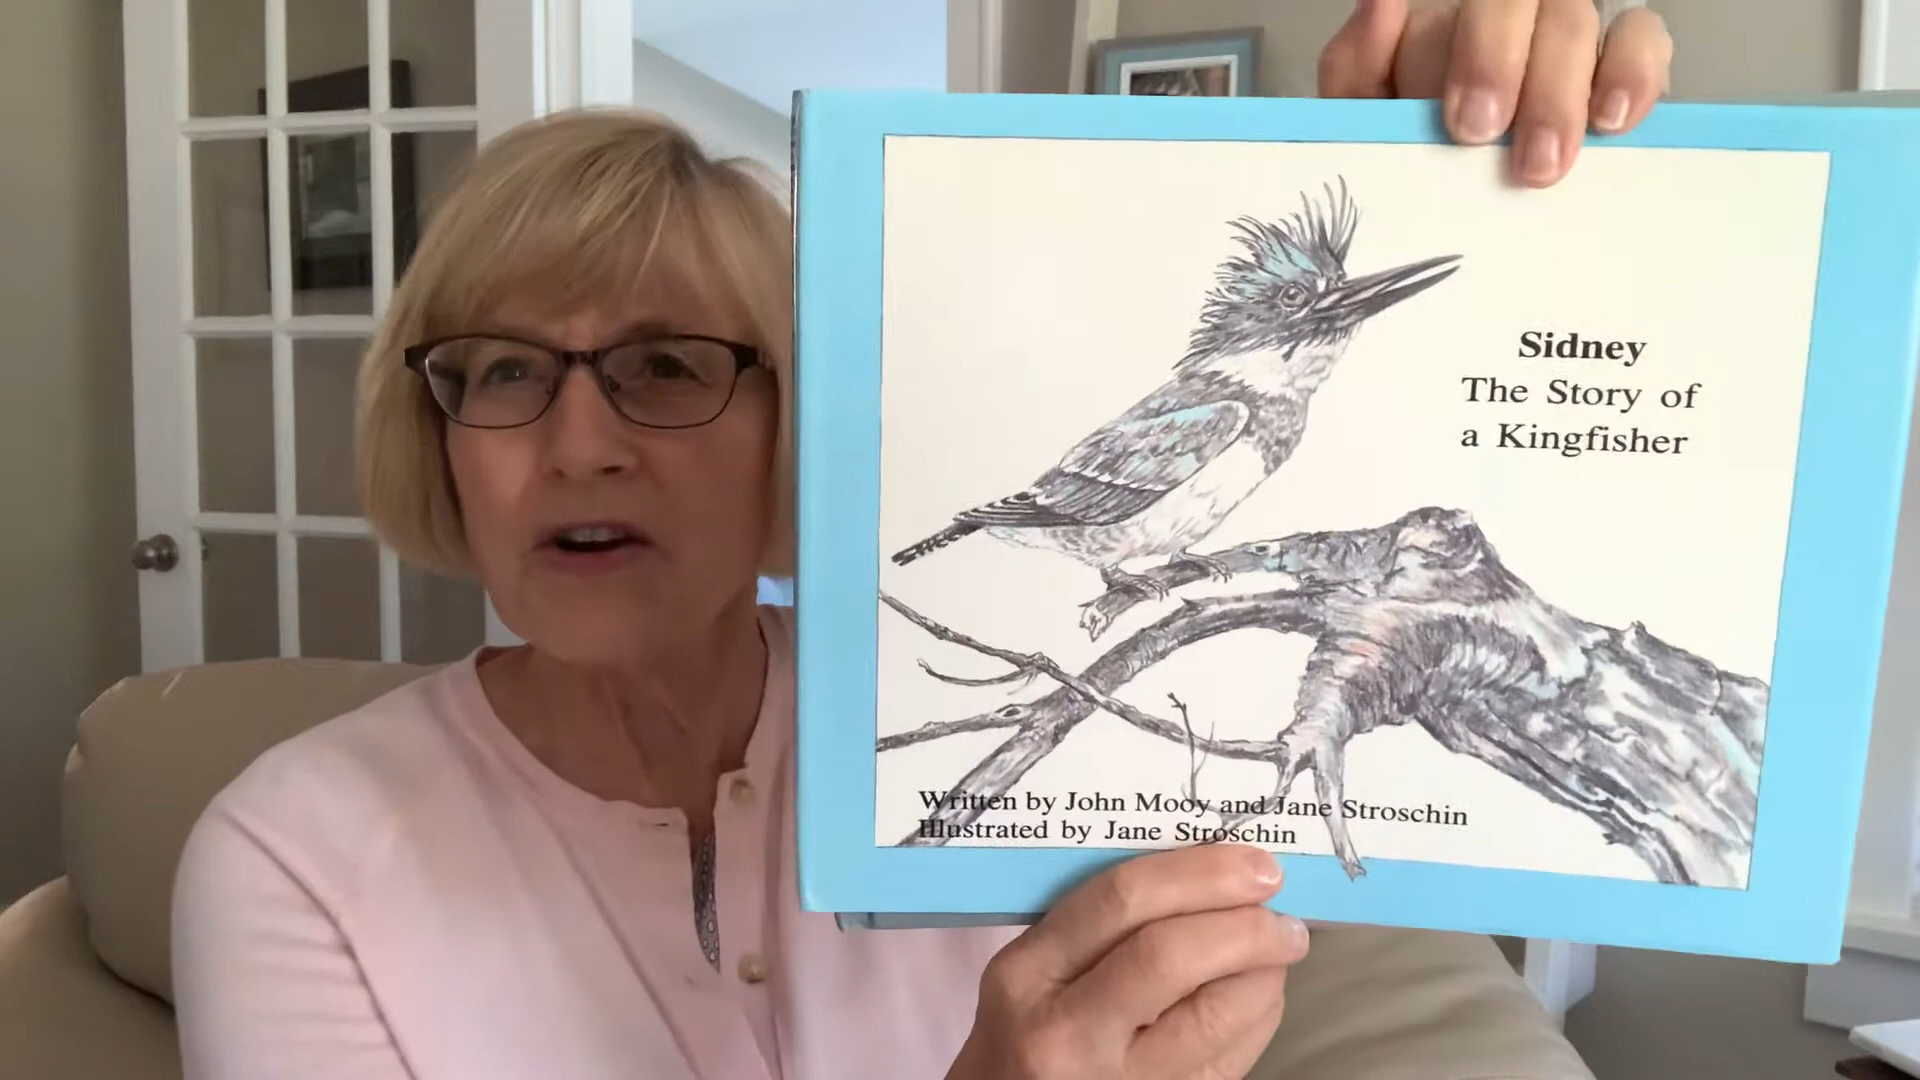 Sidney
The Story of
a Kingfisher
Written by John Mooy and Jane Stroschin
Illustrated by Jane Stroschin